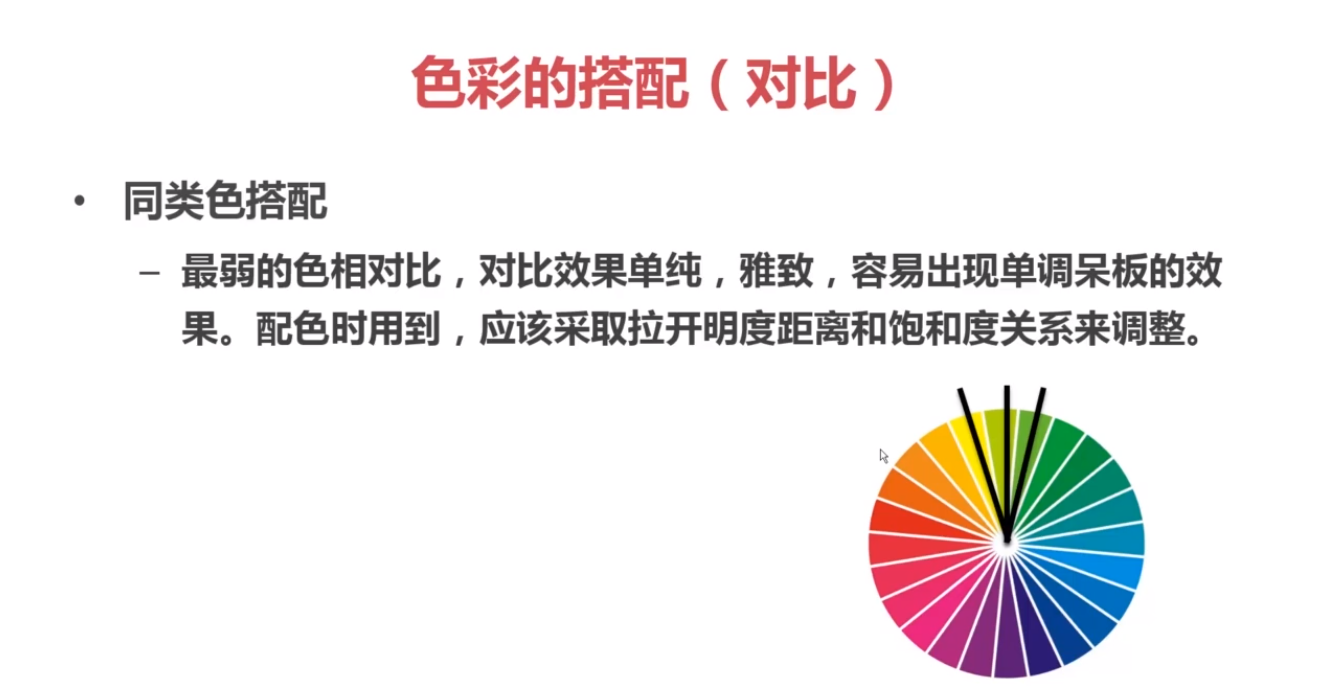 色彩的搭配（对比）
• 同类色搭配
– 最弱的色相对比，对比效果单纯，雅致，容易出现单调呆板的效
果。配色时用到，应该采取拉开明度距离和饱和度关系来调整。